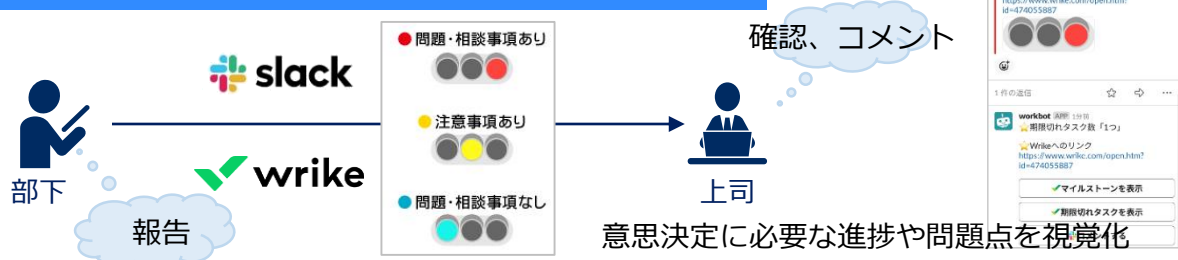 slack
wrike
部下
報告
●問題・相談事項あり
●注意事項あり
●問題・相談事項なし
確認、コメント
上司
意思決定に必要な進捗や問題点を視覚化
https://www.wrike.com/open.htm?
id=474055887
1件の返信
workbot APP 1分前
期限切れタスク数「1つ」
Wrikeへのリンク
https://www.wrike.com/open.htm?
id=474055887
マイルストーンを表示
期限切れタスクを表示
する